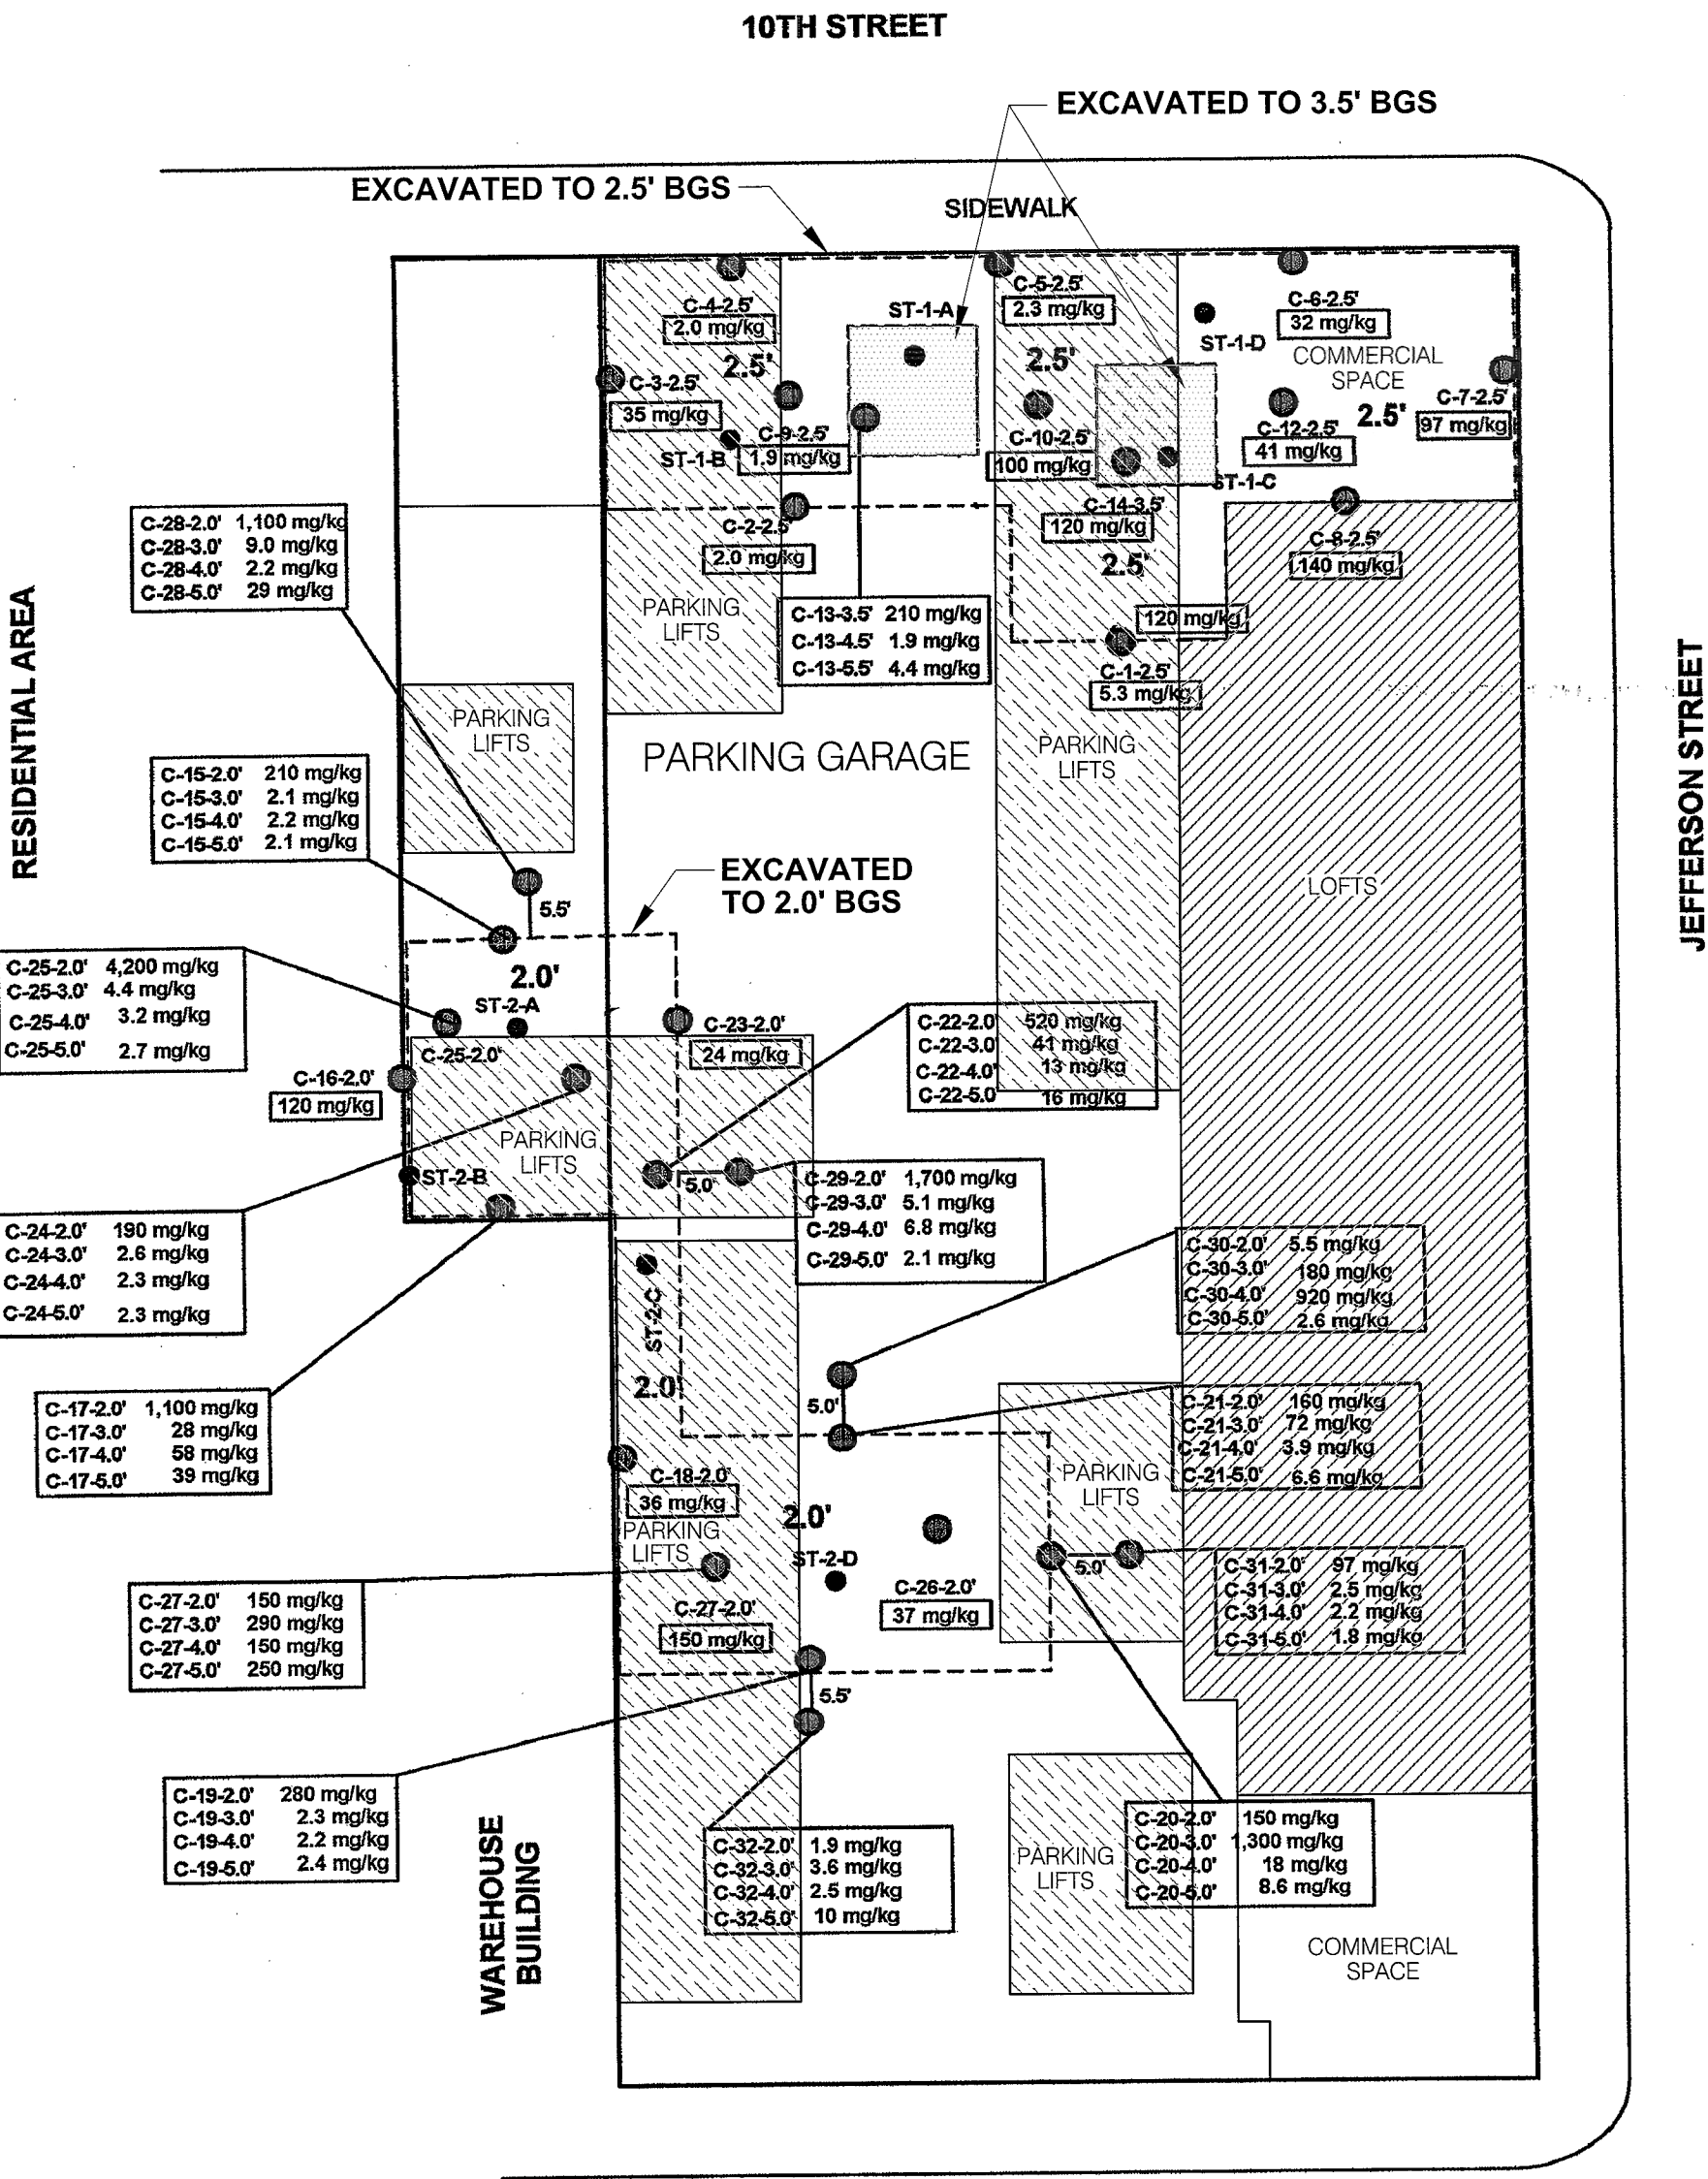 10TH STREET
EXCAVATED TO 3.5' BGS
EXCAVATED TO 2.5' BGS
SIDEWALK
C-4-2.5'
2.0 mg/kg
2.5'
C-3-2.5'
35 mg/kg
ST-1-B
C-9-2.5'
1.9 mg/kg
ST-1-A
C-5-2.5'
2.3 mg/kg
2.5'
C-10-2.5'
100 mg/kg
ST-1-D
C-6-2.5'
32 mg/kg
COMMERCIAL
SPACE
2.5'
C-7-2.5'
97 mg/kg
C-12-2.5'
41 mg/kg
ST-1-C
C-14-3.5'
120 mg/kg
2.5'
C-2-2.5'
2.0 mg/kg
C-8-2.5'
140 mg/kg
120 mg/kg
C-1-2.5'
5.3 mg/kg
C-13-3.5' 210 mg/kg
C-13-4.5' 1.9 mg/kg
C-13-5.5' 4.4 mg/kg
C-28-2.0' 1,100 mg/kg
C-28-3.0' 9.0 mg/kg
C-28-4.0' 2.2 mg/kg
C-28-5.0' 29 mg/kg
PARKING
LIFTS
RESIDENTIAL AREA
JEFFERSON STREET
PARKING
LIFTS
PARKING GARAGE
PARKING
LIFTS
C-15-2.0' 210 mg/kg
C-15-3.0' 2.1 mg/kg
C-15-4.0' 2.2 mg/kg
C-15-5.0' 2.1 mg/kg
EXCAVATED
TO 2.0' BGS
LOFTS
5.5'
2.0'
ST-2-A
C-25-2.0' 4,200 mg/kg
C-25-3.0' 4.4 mg/kg
C-25-4.0' 3.2 mg/kg
C-25-5.0' 2.7 mg/kg
C-25-2.0'
C-23-2.0'
24 mg/kg
C-22-2.0' 520 mg/kg
C-22-3.0' 41 mg/kg
C-22-4.0' 13 mg/kg
C-22-5.0' 16 mg/kg
C-16-2.0'
120 mg/kg
PARKING
LIFTS
ST-2-B
5.0'
C-29-2.0' 1,700 mg/kg
C-29-3.0' 5.1 mg/kg
C-29-4.0' 6.8 mg/kg
C-29-5.0' 2.1 mg/kg
C-24-2.0' 190 mg/kg
C-24-3.0' 2.6 mg/kg
C-24-4.0' 2.3 mg/kg
C-24-5.0' 2.3 mg/kg
C-30-2.0' 5.5 mg/kg
C-30-3.0' 180 mg/kg
C-30-4.0' 920 mg/kg
C-30-5.0' 2.6 mg/kg
ST-2-C
2.0'
5.0'
C-17-2.0' 1,100 mg/kg
C-17-3.0' 28 mg/kg
C-17-4.0' 58 mg/kg
C-17-5.0' 39 mg/kg
C-21-2.0' 160 mg/kg
C-21-3.0' 72 mg/kg
C-21-4.0' 3.9 mg/kg
C-21-5.0' 6.6 mg/kg
C-18-2.0'
36 mg/kg
PARKING
LIFTS
2.0'
ST-2-D
PARKING
LIFTS
5.0'
C-26-2.0'
37 mg/kg
C-31-2.0' 97 mg/kg
C-31-3.0' 2.5 mg/kg
C-31-4.0' 2.2 mg/kg
C-31-5.0' 1.8 mg/kg
C-27-2.0' 150 mg/kg
C-27-3.0' 290 mg/kg
C-27-4.0' 150 mg/kg
C-27-5.0' 250 mg/kg
C-27-2.0'
150 mg/kg
5.5'
C-19-2.0' 280 mg/kg
C-19-3.0' 2.3 mg/kg
C-19-4.0' 2.2 mg/kg
C-19-5.0' 2.4 mg/kg
WAREHOUSE
BUILDING
C-32-2.0' 1.9 mg/kg
C-32-3.0' 3.6 mg/kg
C-32-4.0' 2.5 mg/kg
C-32-5.0' 10 mg/kg
PARKING
LIFTS
C-20-2.0' 150 mg/kg
C-20-3.0' 1,300 mg/kg
C-20-4.0' 18 mg/kg
C-20-5.0' 8.6 mg/kg
COMMERCIAL
SPACE